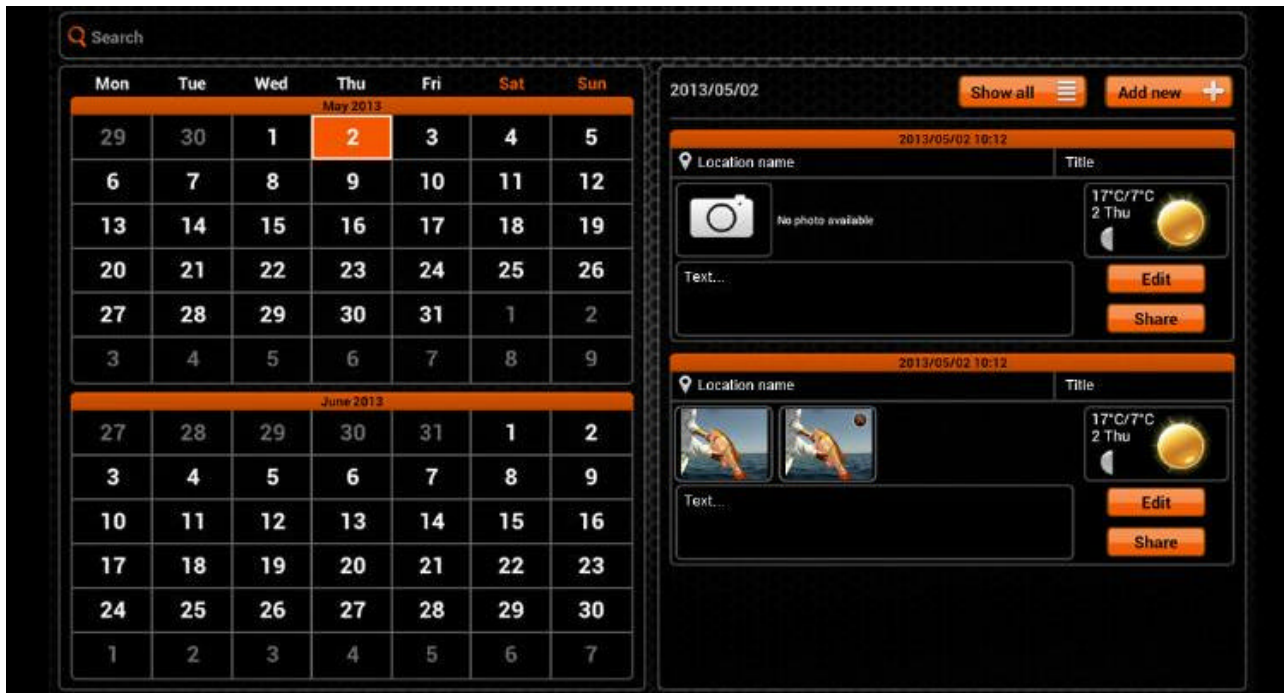 Search
Mon Tue Wed Thu Fri Sat Sun
May 2013
29 30 1 2 3 4 5
6 7 8 9 10 11 12
13 14 15 16 17 18 19
20 21 22 23 24 25 26
27 28 29 30 31 1 2
3 4 5 6 7 8 9
June 2013
27 28 29 30 31 1 2
3 4 5 6 7 8 9
10 11 12 13 14 15 16
17 18 19 20 21 22 23
24 25 26 27 28 29 30
1 2 3 4 5 6 7
2013/05/02 Show all Add new
2013/05/02 10:12
Location name Title
No photo available
17°C/7°C
2 Thu
Text...
Edit
Share
2013/05/02 10:12
Location name Title
17°C/7°C
2 Thu
Text...
Edit
Share